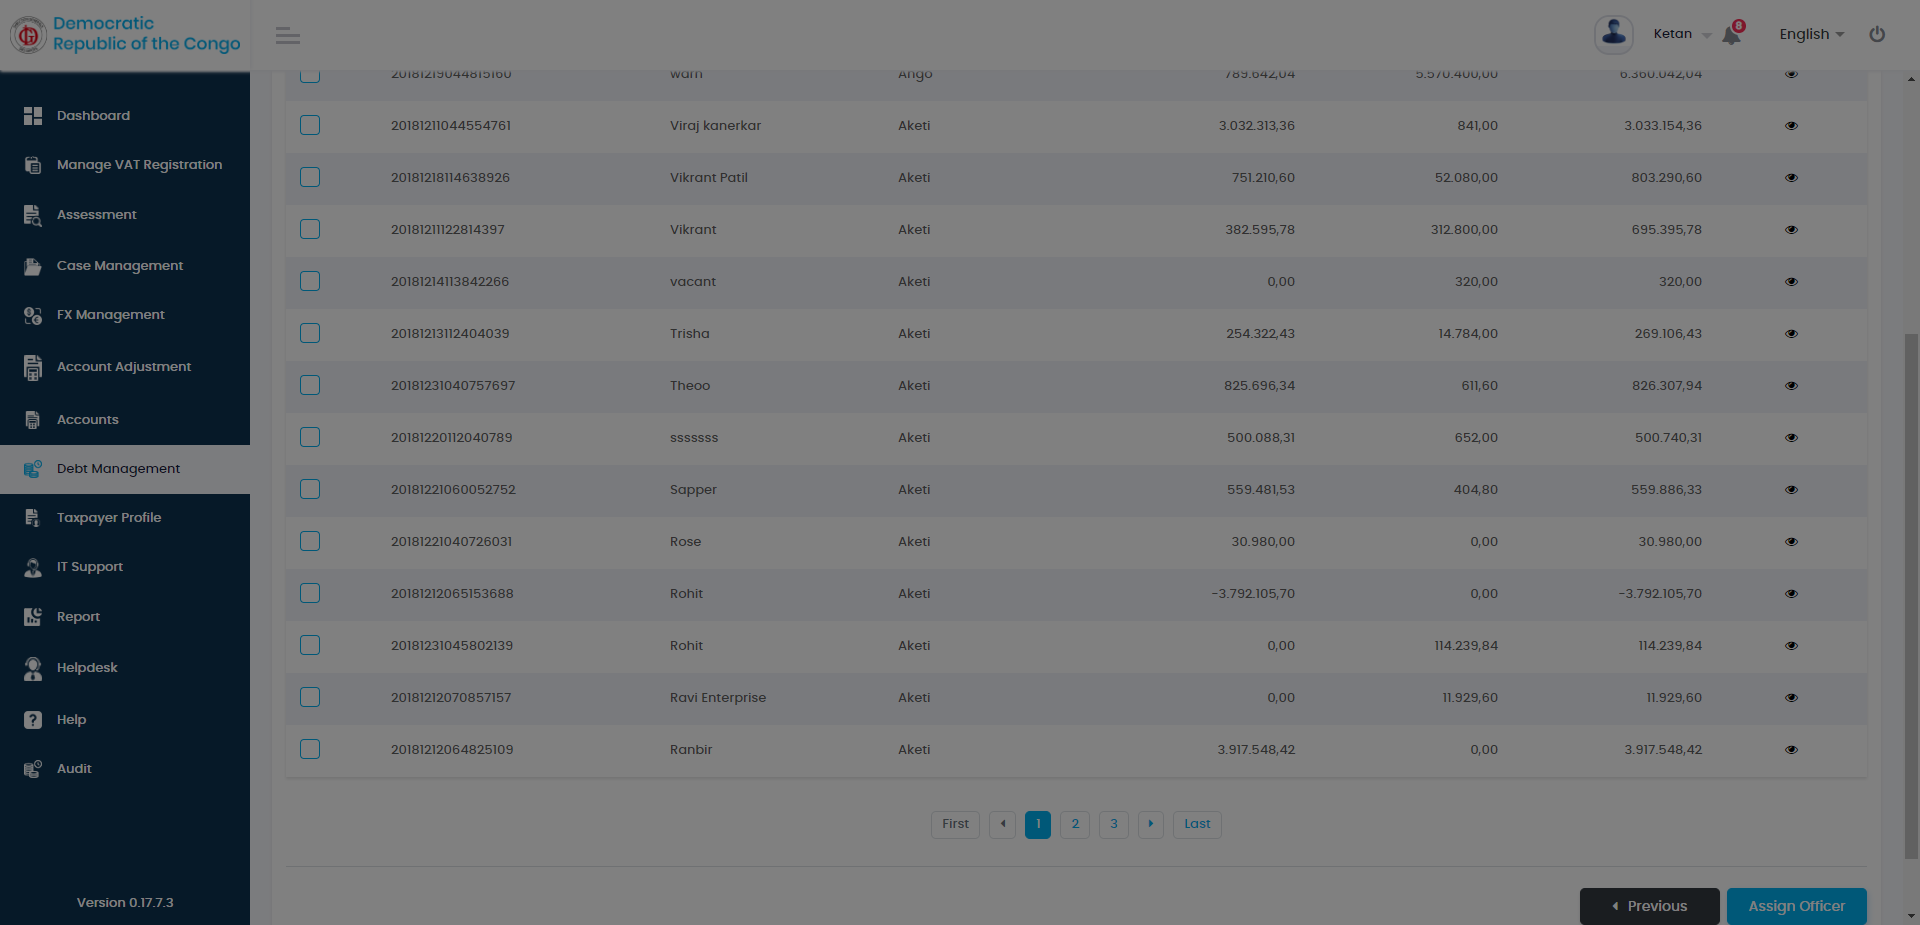 Democratic
Republic of the Congo
Ketan
8
English
Dashboard
Manage VAT Registration
Assessment
Case Management
FX Management
Account Adjustment
Accounts
Debt Management
Taxpayer Profile
IT Support
Report
Helpdesk
Help
Audit
Version 0.17.7.3
20181219044815160 Ango 789.642,04 5.570.400,00 6.360.042,04
20181211044554761 Viraj kanerkar Aketi 3.032.313,36 841,00 3.033.154,36
20181218114638926 Vikrant Patil Aketi 751.210,60 52.080,00 803.290,60
20181211122814397 Vikrant Aketi 382.595,78 312.800,00 695.395,78
20181214113842266 vacant Aketi 0,00 320,00 320,00
20181213112404039 Trisha Aketi 254.322,43 14.784,00 269.106,43
20181231040757697 Theoo Aketi 825.696,34 611,60 826.307,94
20181220112040789 sssssss Aketi 500.088,31 652,00 500.740,31
20181221060052752 Sapper Aketi 559.481,53 404,80 559.886,33
20181221040726031 Rose Aketi 30.980,00 0,00 30.980,00
20181212065153688 Rohit Aketi -3.792.105,70 0,00 -3.792.105,70
20181231045802139 Rohit Aketi 0,00 114.239,84 114.239,84
20181212070857157 Ravi Enterprise Aketi 0,00 11.929,60 11.929,60
20181212064825109 Ranbir Aketi 3.917.548,42 0,00 3.917.548,42
First 1 2 3 Last
Previous Assign Officer